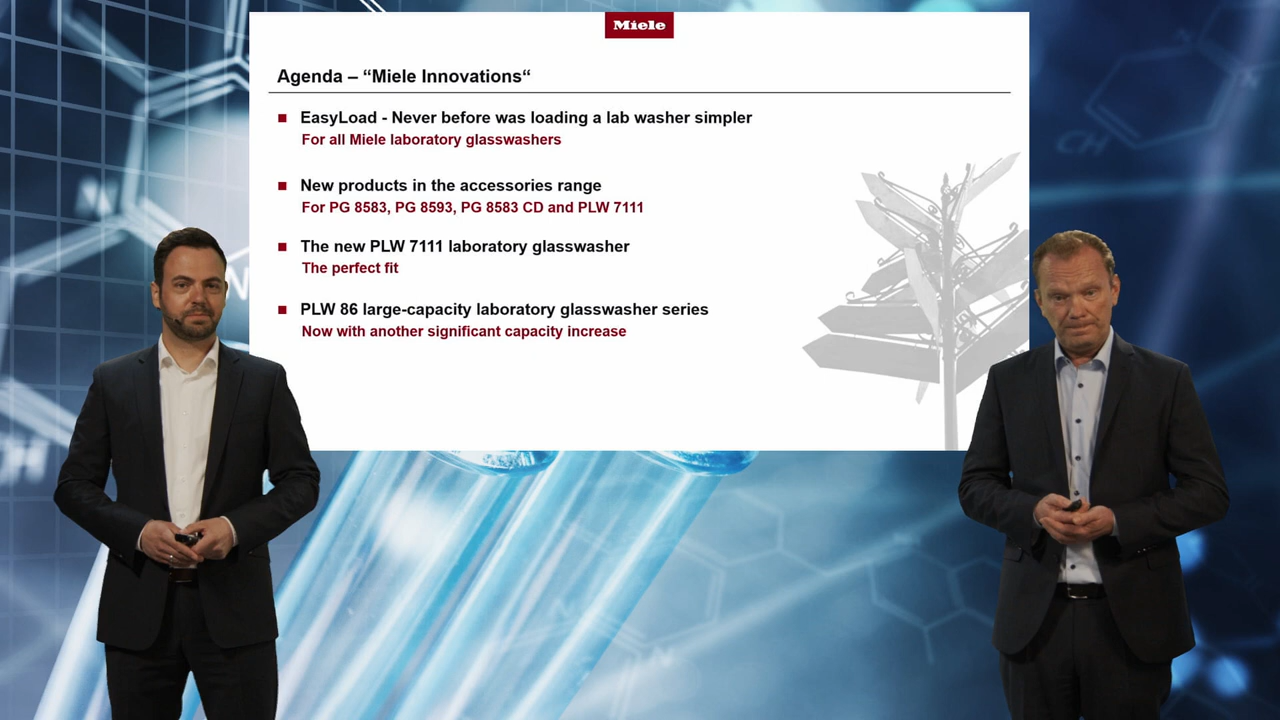 Miele
Agenda – “Miele Innovations“
EasyLoad - Never before was loading a lab washer simpler
For all Miele laboratory glasswashers
New products in the accessories range
For PG 8583, PG 8593, PG 8583 CD and PLW 7111
The new PLW 7111 laboratory glasswasher
The perfect fit
PLW 86 large-capacity laboratory glasswasher series
Now with another significant capacity increase
N
CH
N
H
N